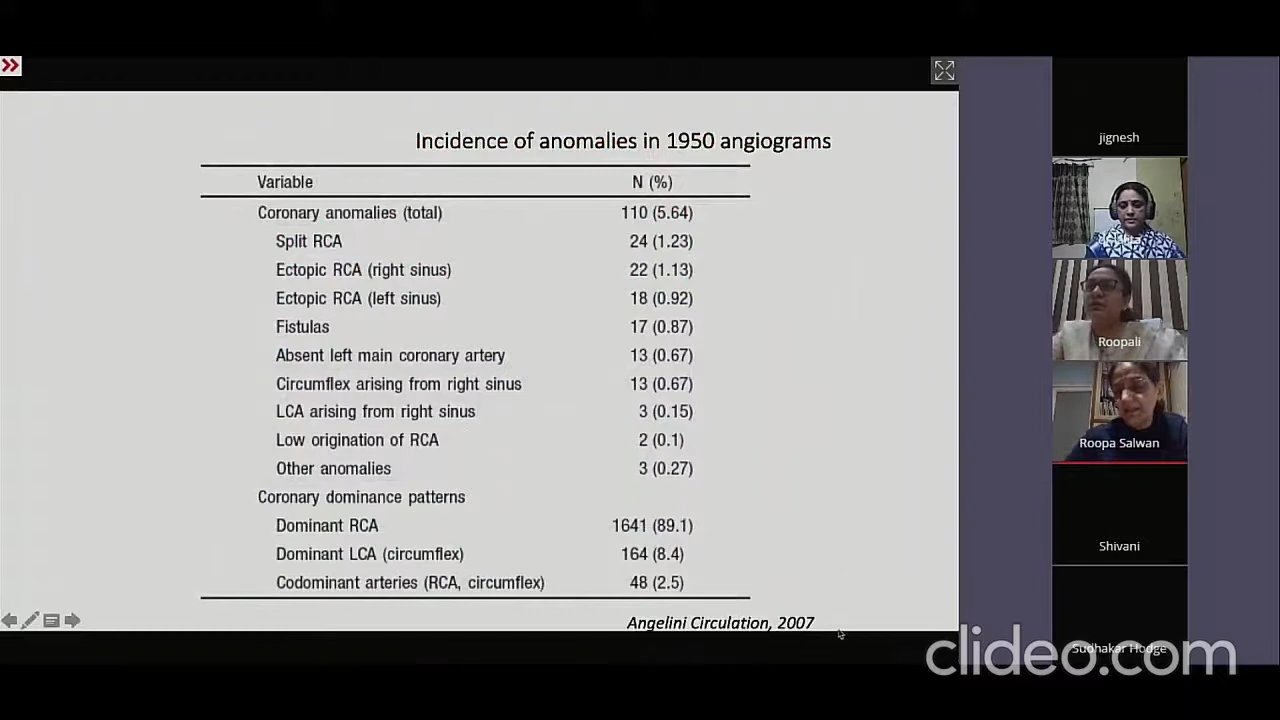 Incidence of anomalies in 1950 angiograms
Variable N (%)
Coronary anomalies (total) 110 (5.64)
Split RCA 24 (1.23)
Ectopic RCA (right sinus) 22 (1.13)
Ectopic RCA (left sinus) 18 (0.92)
Fistulas 17 (0.87)
Absent left main coronary artery 13 (0.67)
Circumflex arising from right sinus 13 (0.67)
LCA arising from right sinus 3 (0.15)
Low origination of RCA 2 (0.1)
Other anomalies 3 (0.27)
Coronary dominance patterns
Dominant RCA 1641 (89.1)
Dominant LCA (circumflex) 164 (8.4)
Codominant arteries (RCA, circumflex) 48 (2.5)
Angelini Circulation, 2007
jignesh
Roopali
Roopa Salwan
Shivani
Sudhakar Hodge
clideo.com